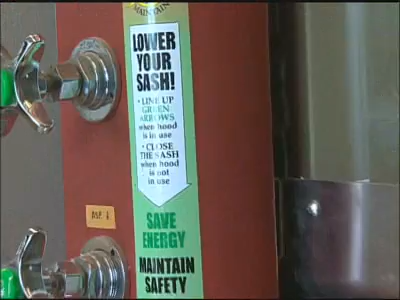 MAINTAIN
LOWER
YOUR
SASH!
• LINE UP
GREEN
ARROWS
when hood
is in use
• CLOSE
THE SASH
when hood
is not
in use
SAVE
ENERGY
MAINTAIN
SAFETY